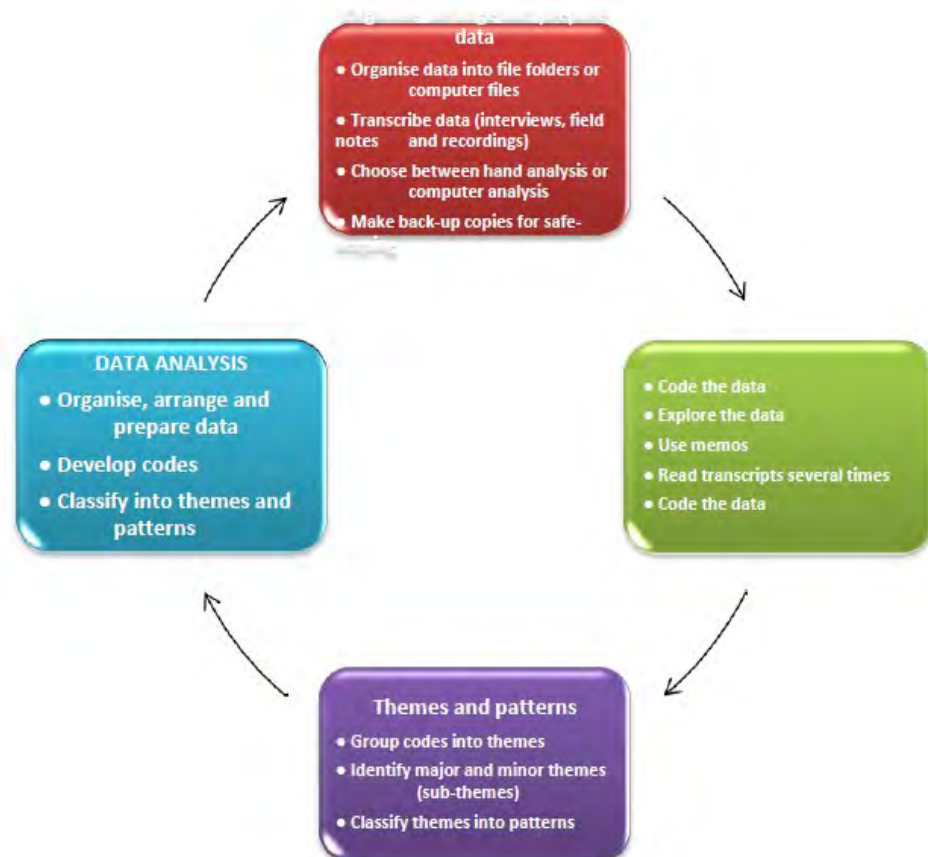 data
● Organise data into file folders or
computer files
● Transcribe data (interviews, field
notes and recordings)
● Choose between hand analysis or
computer analysis
● Make back-up copies for safe-
DATA ANALYSIS
● Organise, arrange and
prepare data
● Develop codes
● Classify into themes and
patterns
● Code the data
● Explore the data
● Use memos
● Read transcripts several times
● Code the data
Themes and patterns
● Group codes into themes
● Identify major and minor themes
(sub-themes)
● Classify themes into patterns